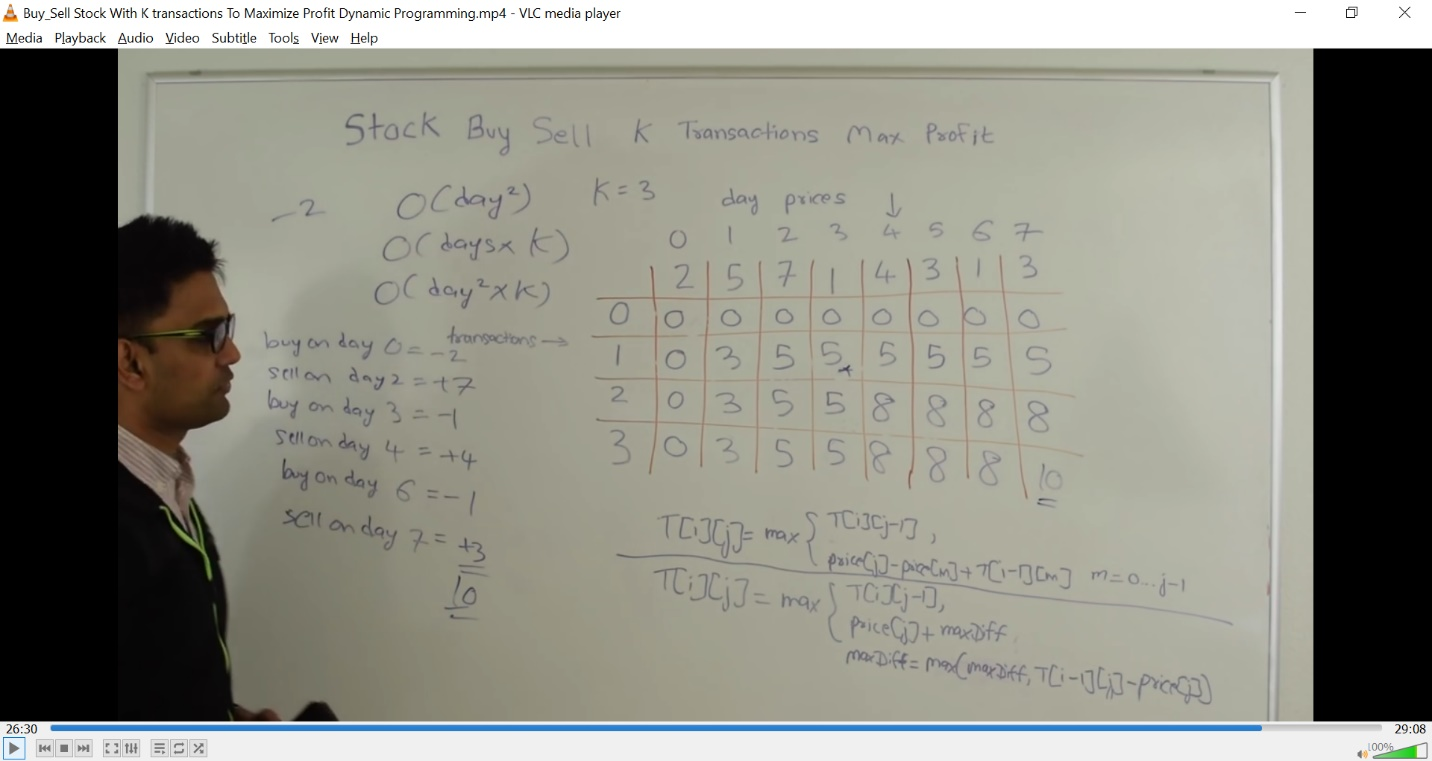 Buy_Sell Stock With K transactions To Maximize Profit Dynamic Programming.mp4 - VLC media player
Media Playback Audio Video Subtitle Tools View Help
Stock Buy Sell K Transactions Max Profit
-2
O(day²)
O(days x K)
O(day² x K)
K = 3
day prices ↓
0 1 2 3 4 5 6 7
2 5 7 1 4 3 1 3
transactions →
0 0 0 0 0 0 0 0 0
1 0 3 5 5 5 5 5 5
2 0 3 5 5 8 8 8 8
3 0 3 5 5 8 8 8 10
buy on day 0 = -2
sell on day 2 = +7
buy on day 3 = -1
sell on day 4 = +4
buy on day 6 = -1
sell on day 7 = +3
10
T[i][j] = max { T[i][j-1],
price[j] - price[m] + T[i-1][m] m = 0...j-1
T[i][j] = max { T[i][j-1],
price[j] + maxDiff
maxDiff = max(maxDiff, T[i-1][j] - price[j])
26:30
29:08
100%